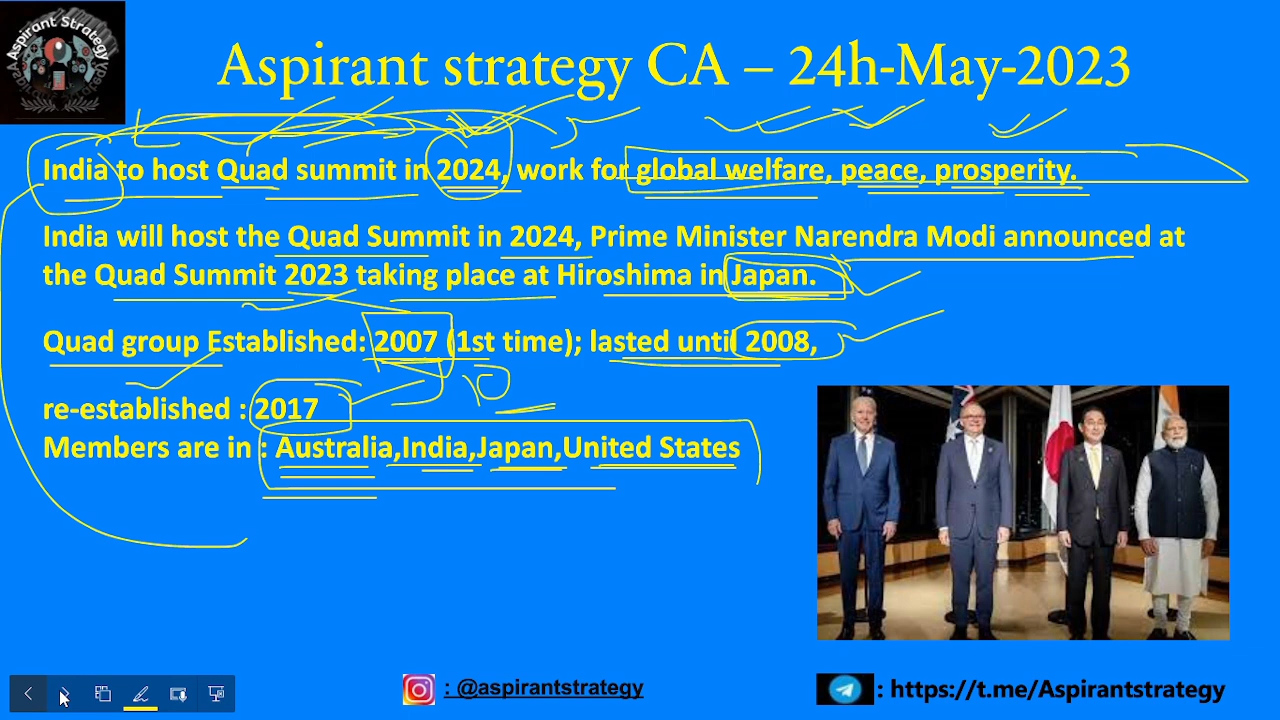 Aspirant Strategy
Aspirant strategy CA – 24h-May-2023
India to host Quad summit in 2024, work for global welfare, peace, prosperity.
India will host the Quad Summit in 2024, Prime Minister Narendra Modi announced at
the Quad Summit 2023 taking place at Hiroshima in Japan.
Quad group Established: 2007 (1st time); lasted until 2008,
re-established : 2017
Members are in : Australia,India,Japan,United States
: @aspirantstrategy
: https://t.me/Aspirantstrategy